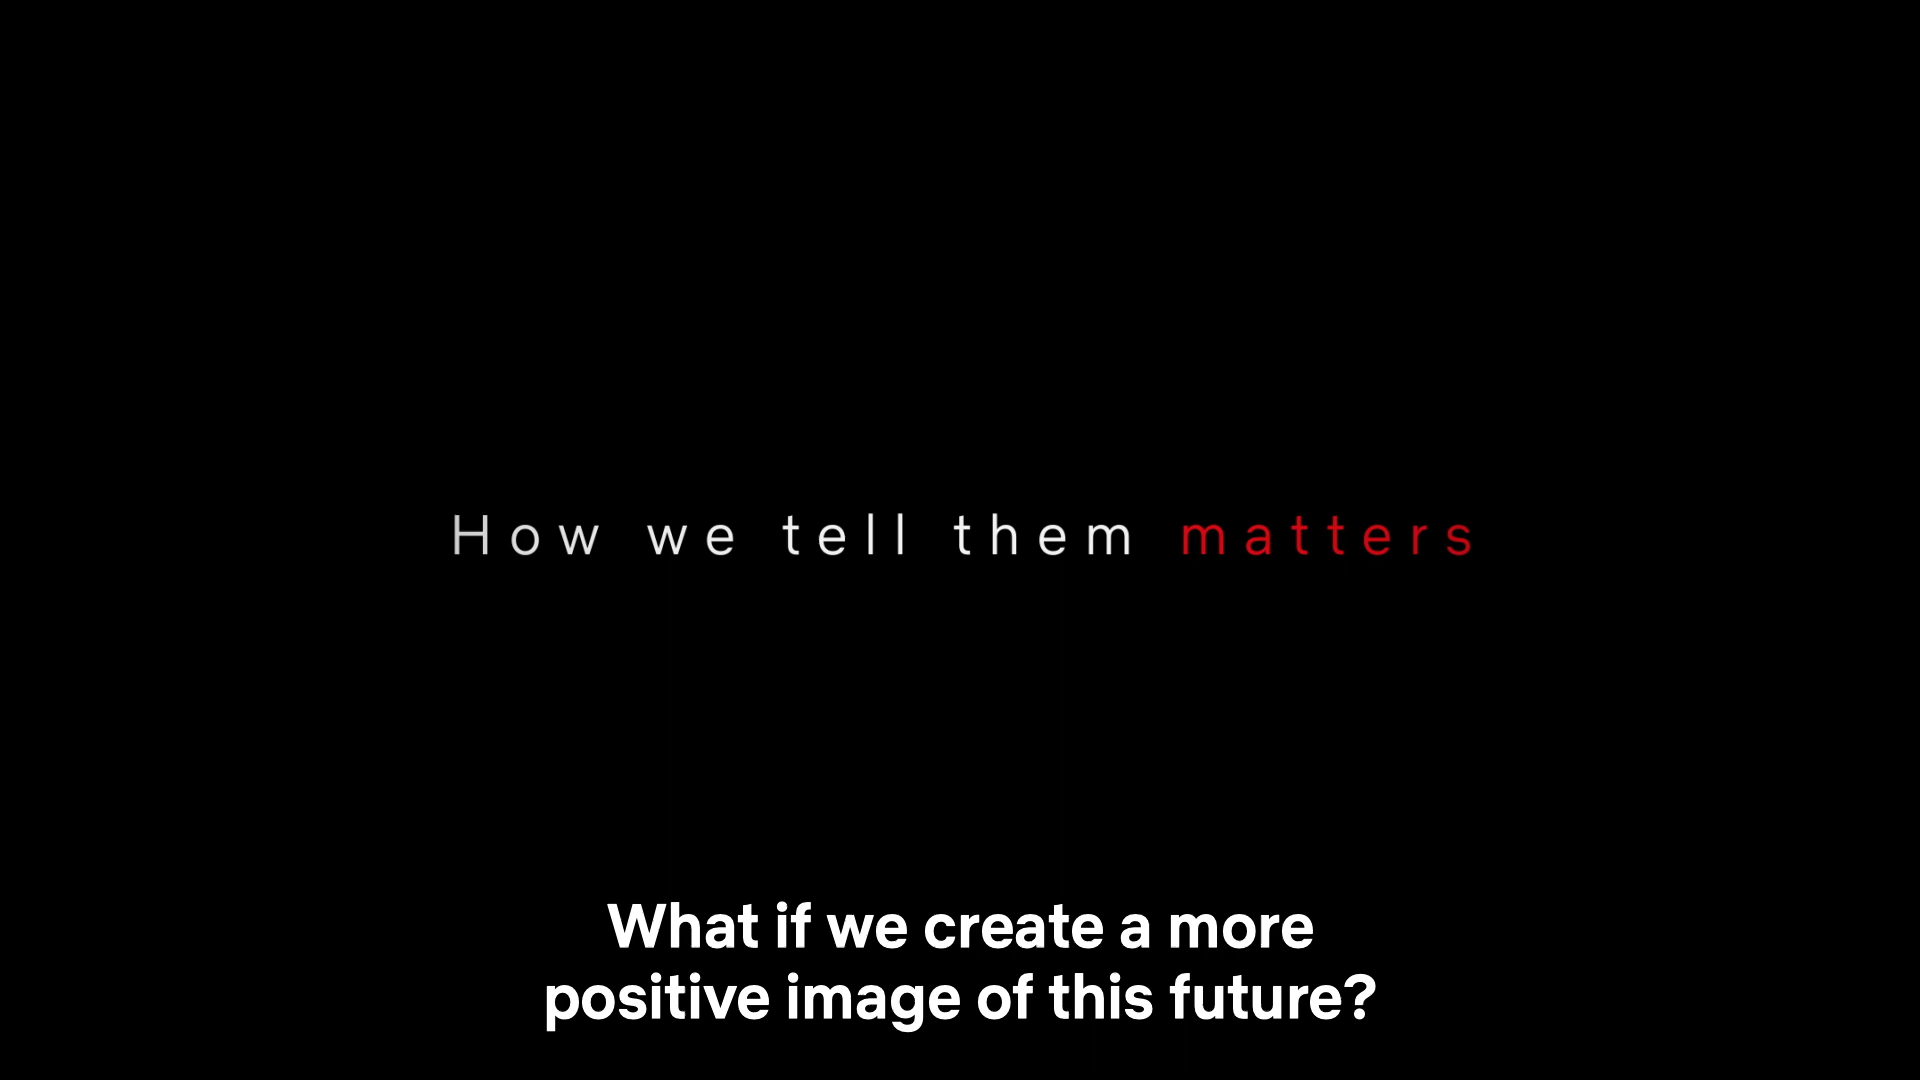 How we tell them matters
What if we create a more
positive image of this future?